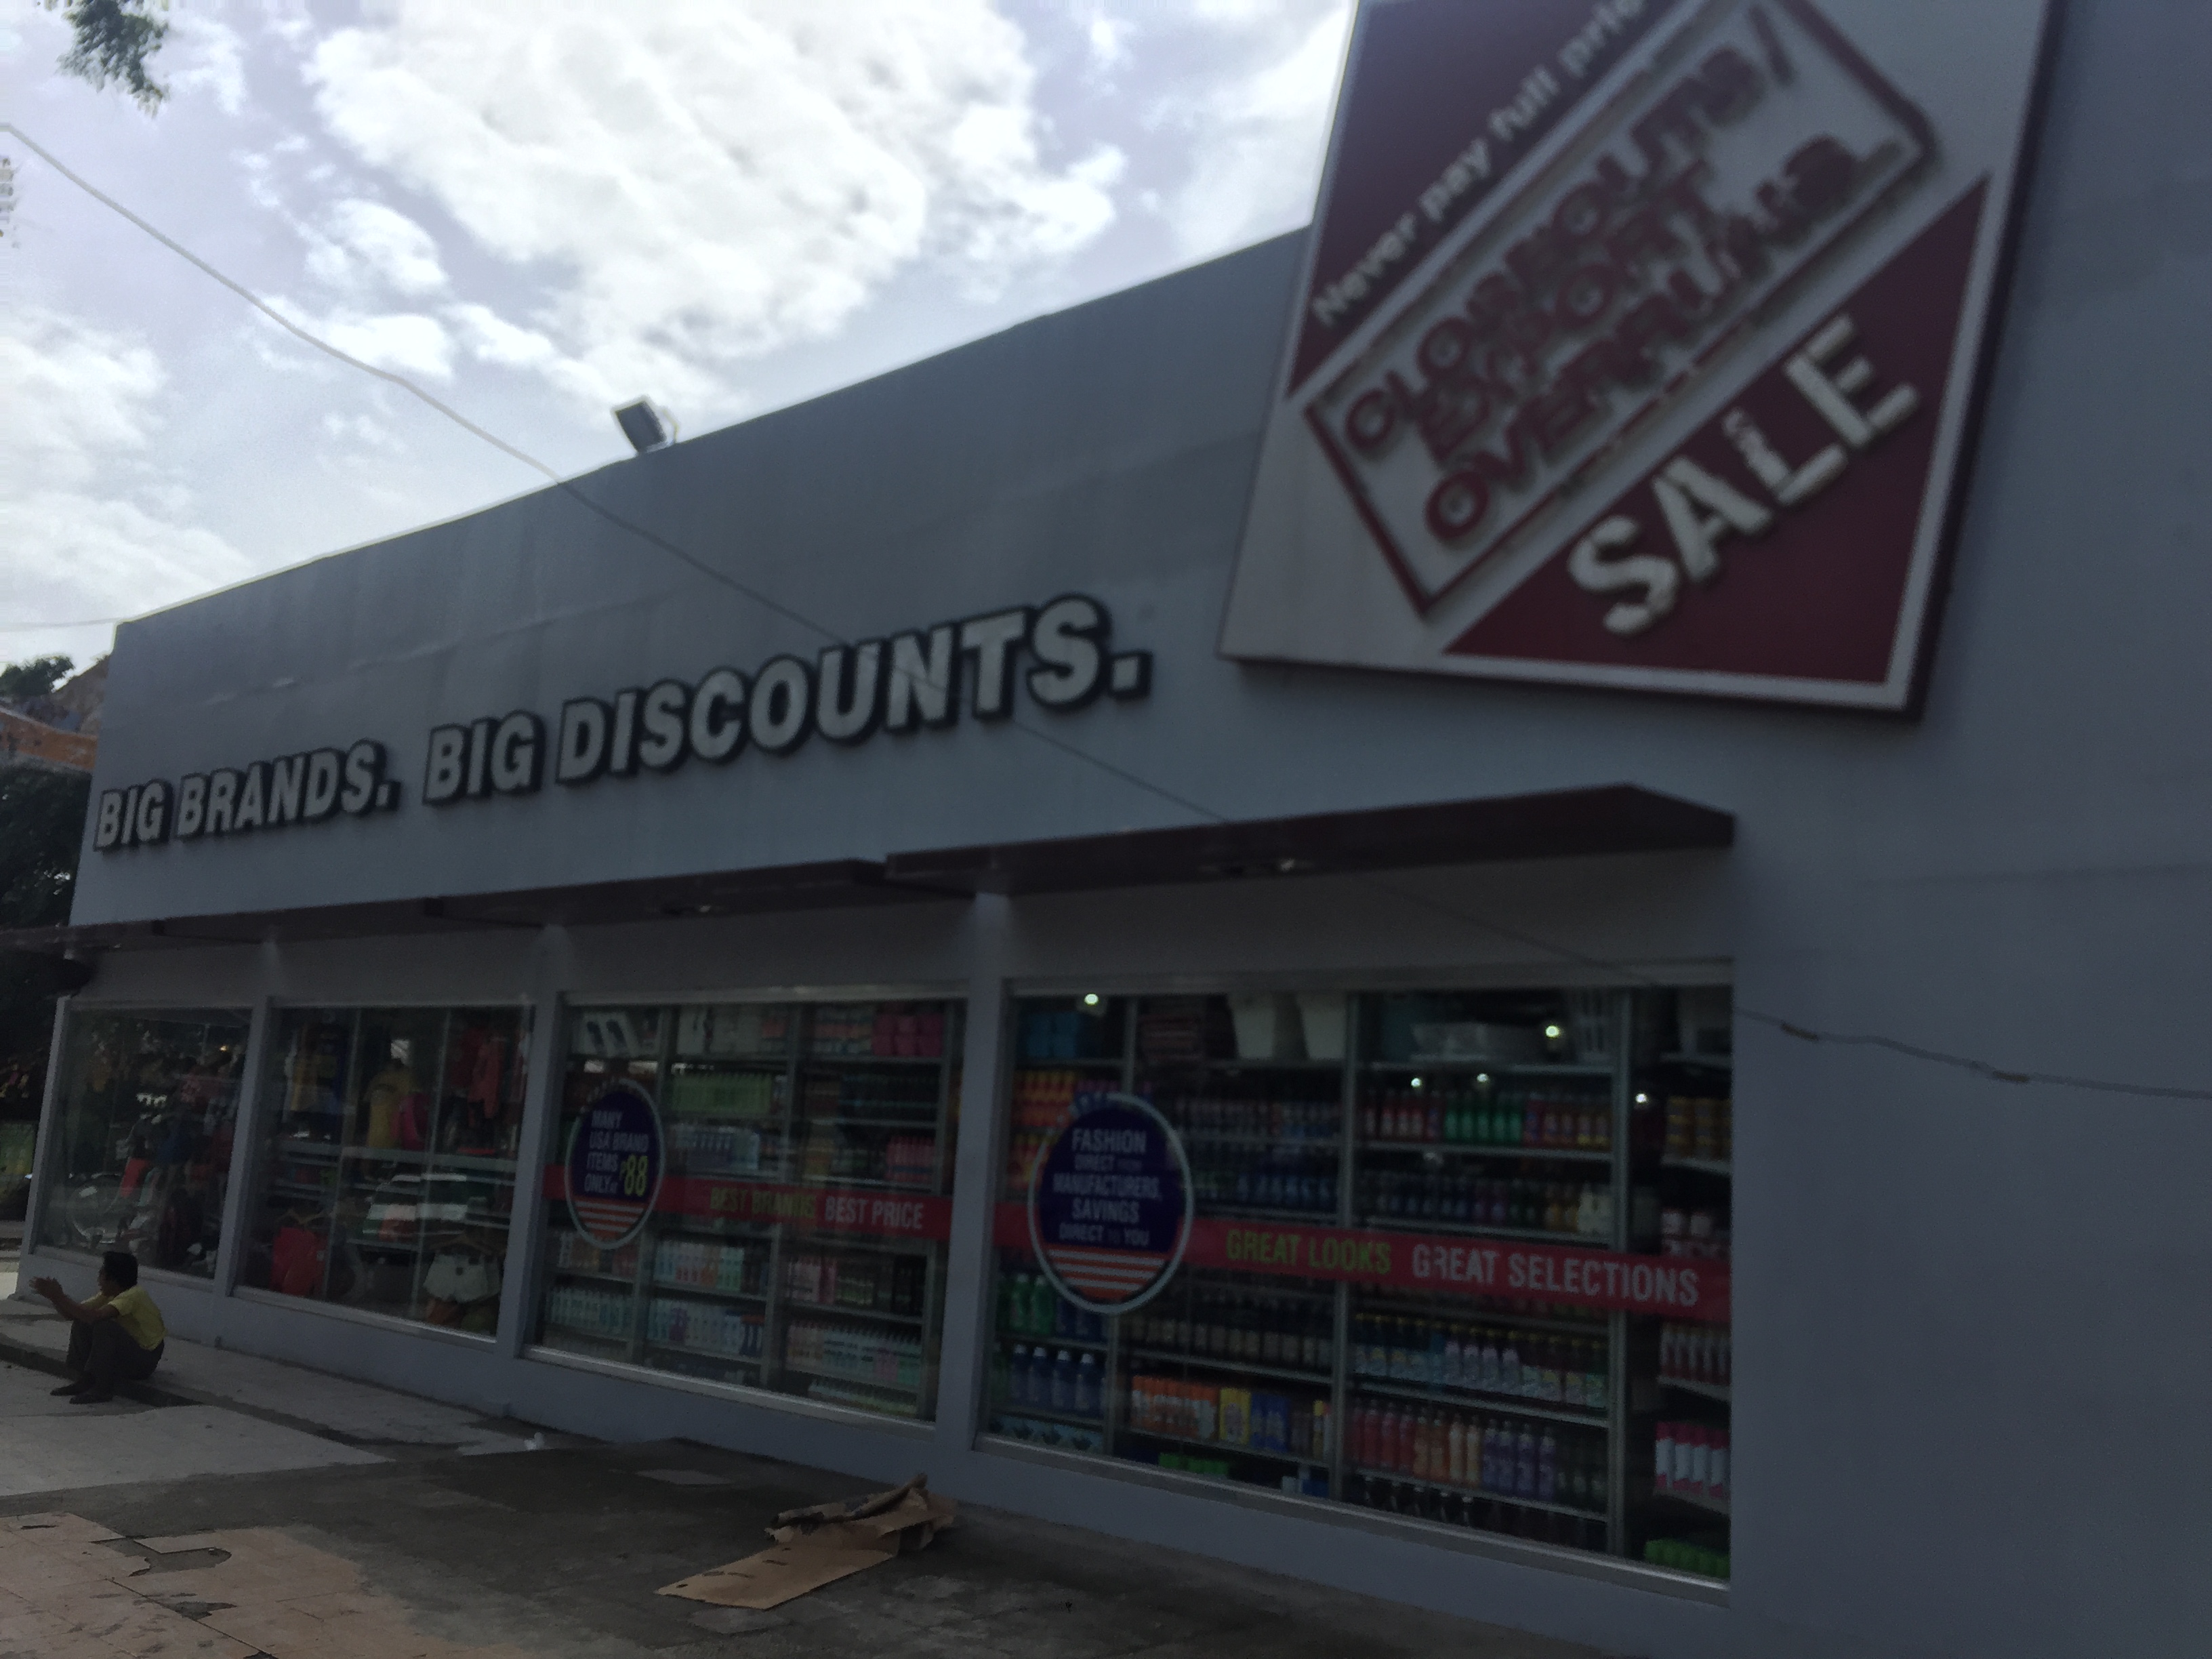 Never pay full price
CLOSEOUTS/
EXPORT
OVERRUNS
SALE
BIG BRANDS. BIG DISCOUNTS.
MANY
USA BRAND
ITEMS
ONLY at ₱88
BEST BRANDS BEST PRICE
FASHION
DIRECT FROM
MANUFACTURERS,
SAVINGS
DIRECT TO YOU
GREAT LOOKS GREAT SELECTIONS